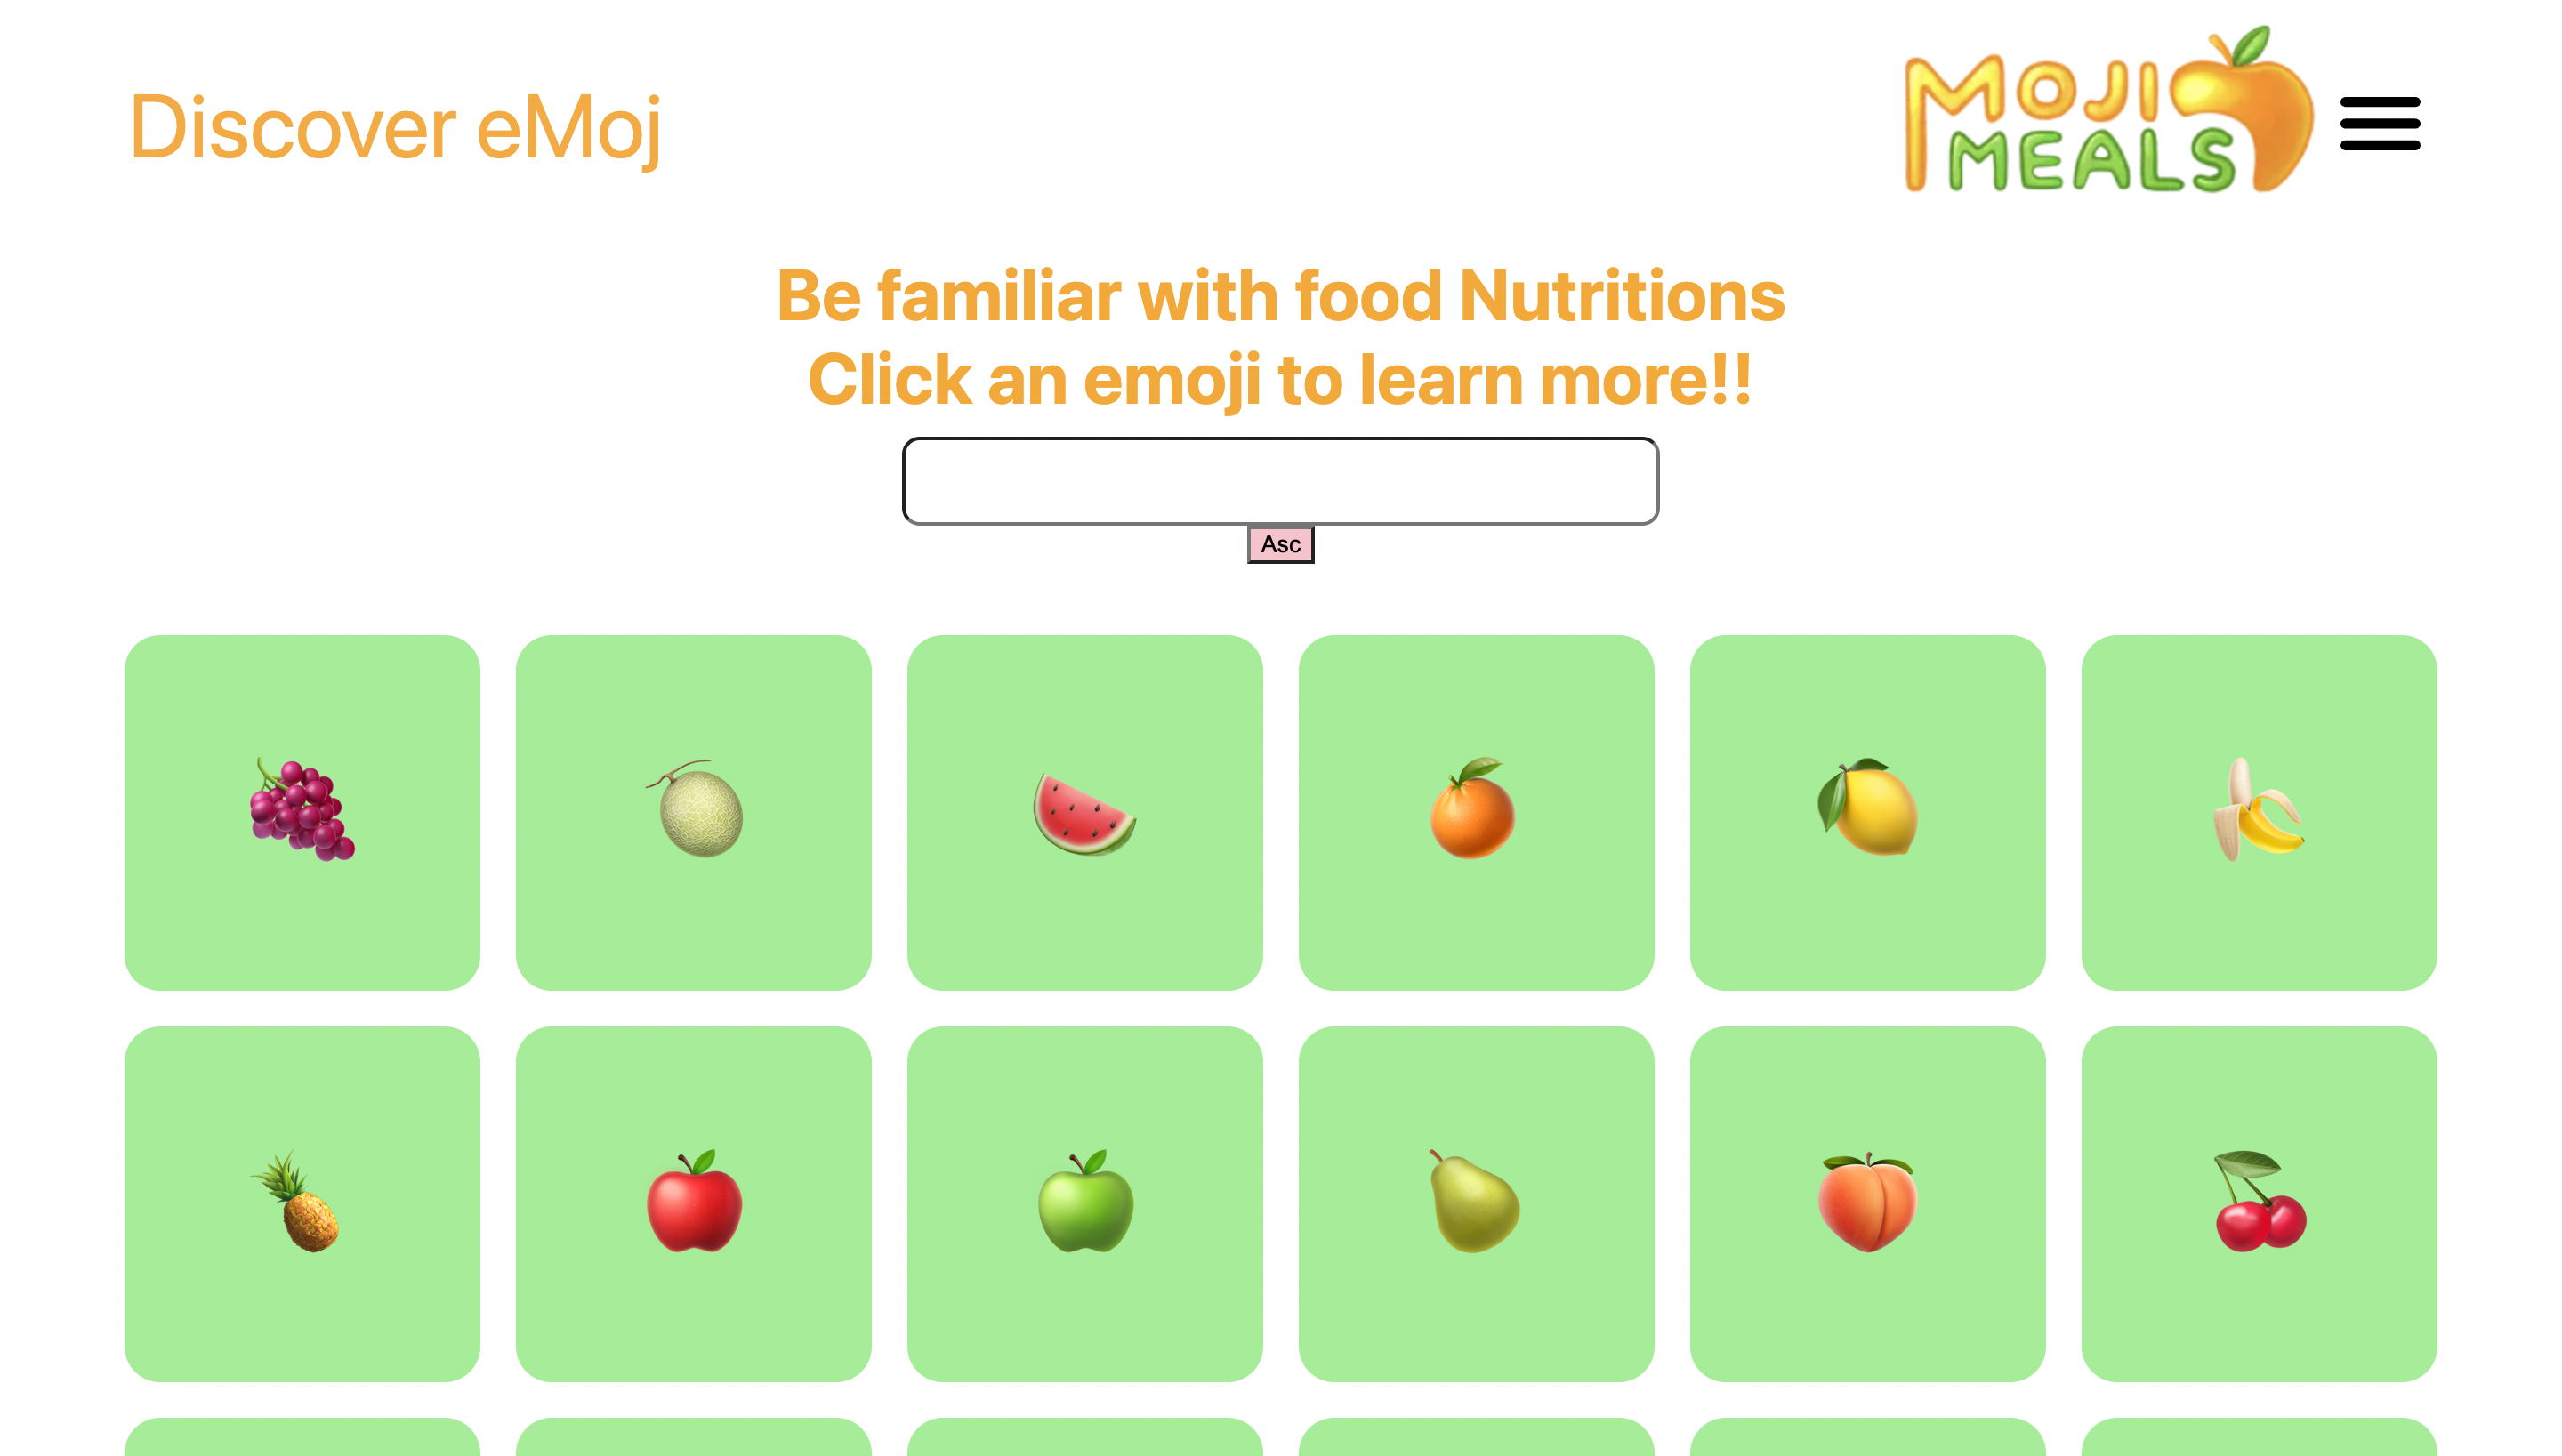 Discover eMoj
MOJI
MEALS
Be familiar with food Nutritions
Click an emoji to learn more!!
Asc